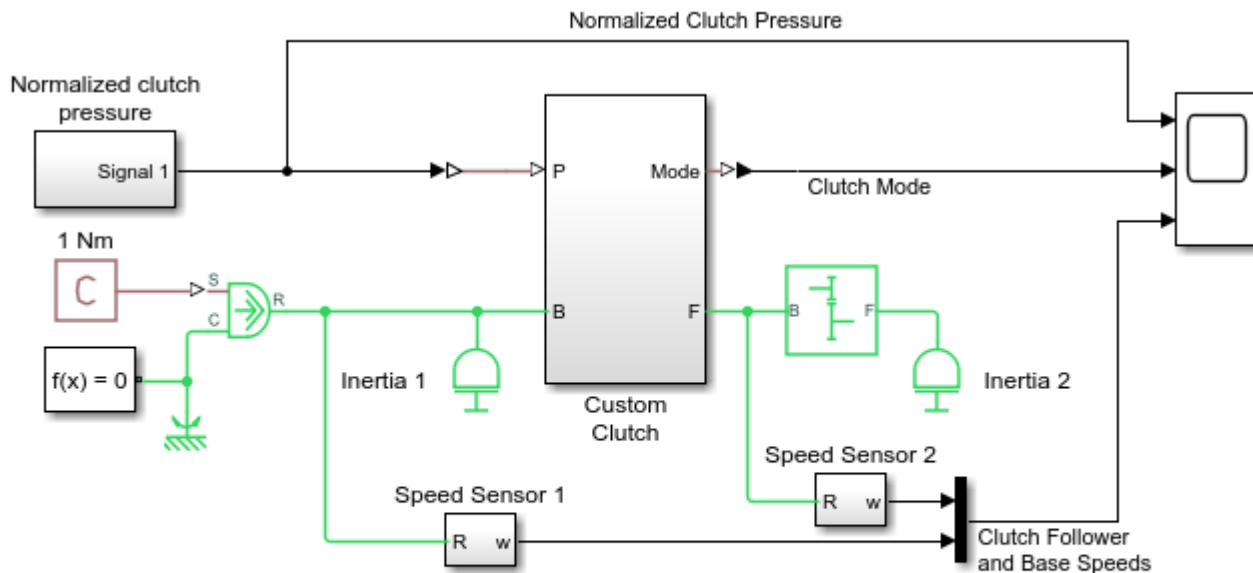 Normalized Clutch Pressure
Normalized clutch
pressure
Signal 1
P
Mode
Clutch Mode
1 Nm
C
S
C
R
B
F
B
F
f(x) = 0
Inertia 1
Inertia 2
Custom
Clutch
Speed Sensor 2
R
w
Speed Sensor 1
R
w
Clutch Follower
and Base Speeds